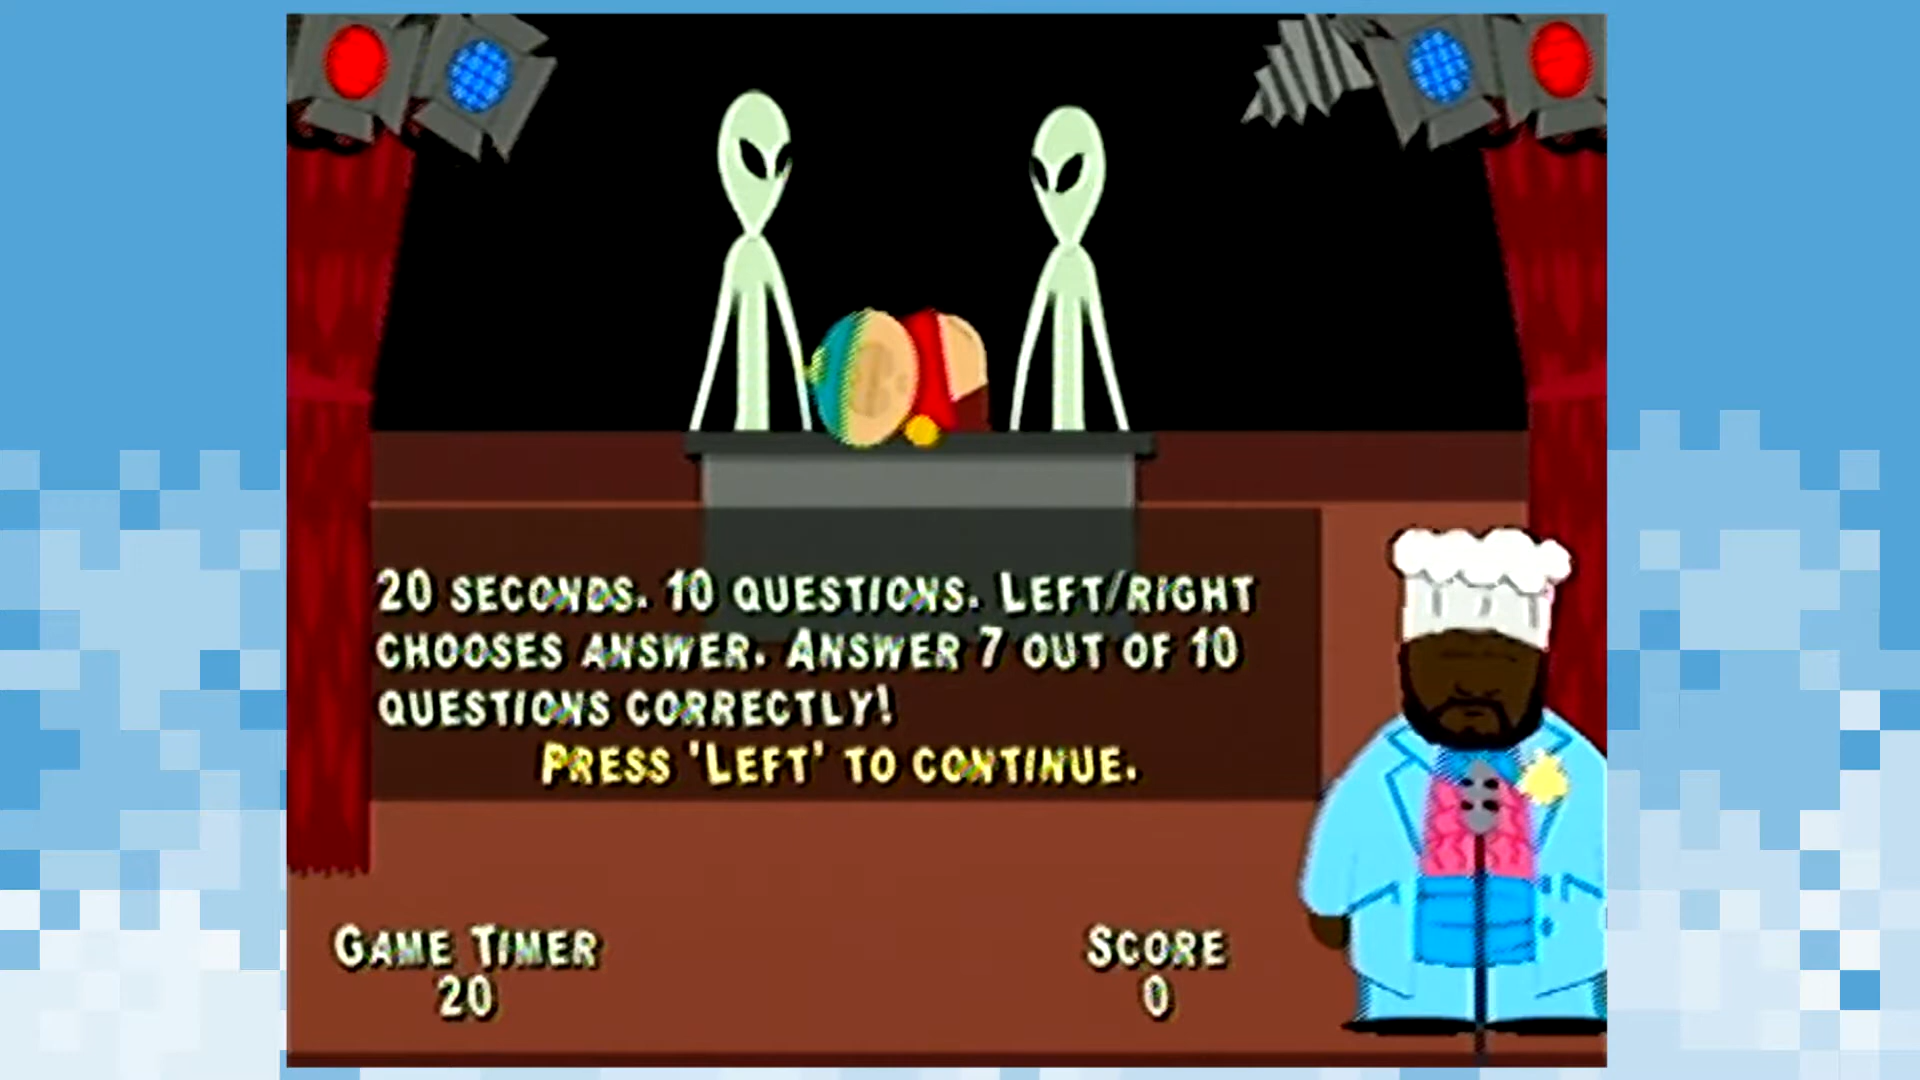 20 SECONDS. 10 QUESTIONS. LEFT/RIGHT
CHOOSES ANSWER. ANSWER 7 OUT OF 10
QUESTIONS CORRECTLY!
PRESS 'LEFT' TO CONTINUE.
GAME TIMER
20
SCORE
0